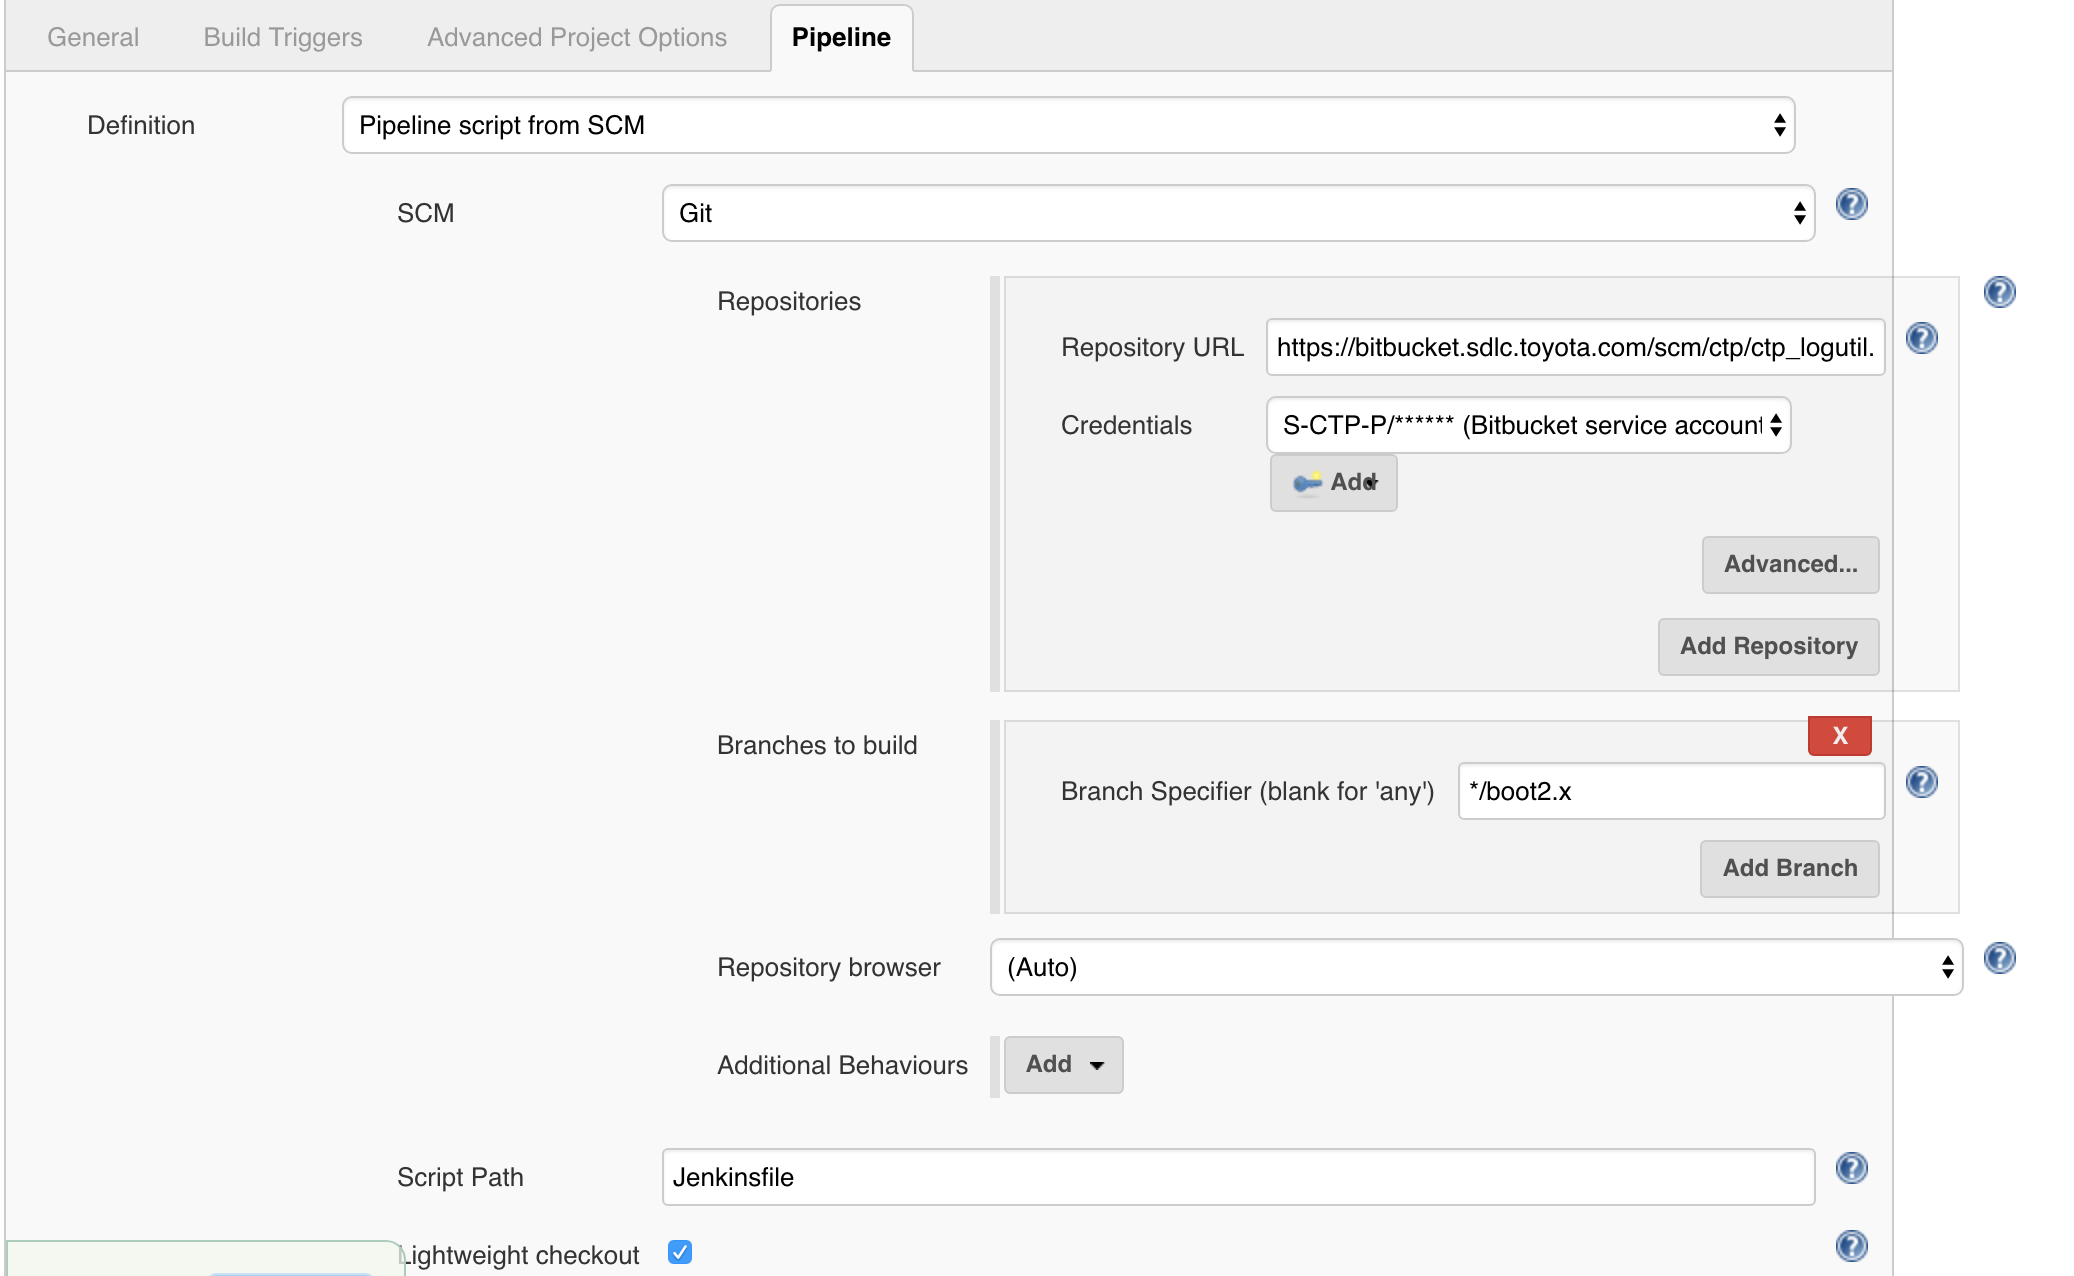 General Build Triggers Advanced Project Options Pipeline
Definition Pipeline script from SCM
SCM Git
Repositories
Repository URL https://bitbucket.sdlc.toyota.com/scm/ctp/ctp_logutil.
Credentials S-CTP-P/****** (Bitbucket service account
Add
Advanced...
Add Repository
Branches to build
X
Branch Specifier (blank for 'any') */boot2.x
Add Branch
Repository browser (Auto)
Additional Behaviours Add
Script Path Jenkinsfile
Lightweight checkout